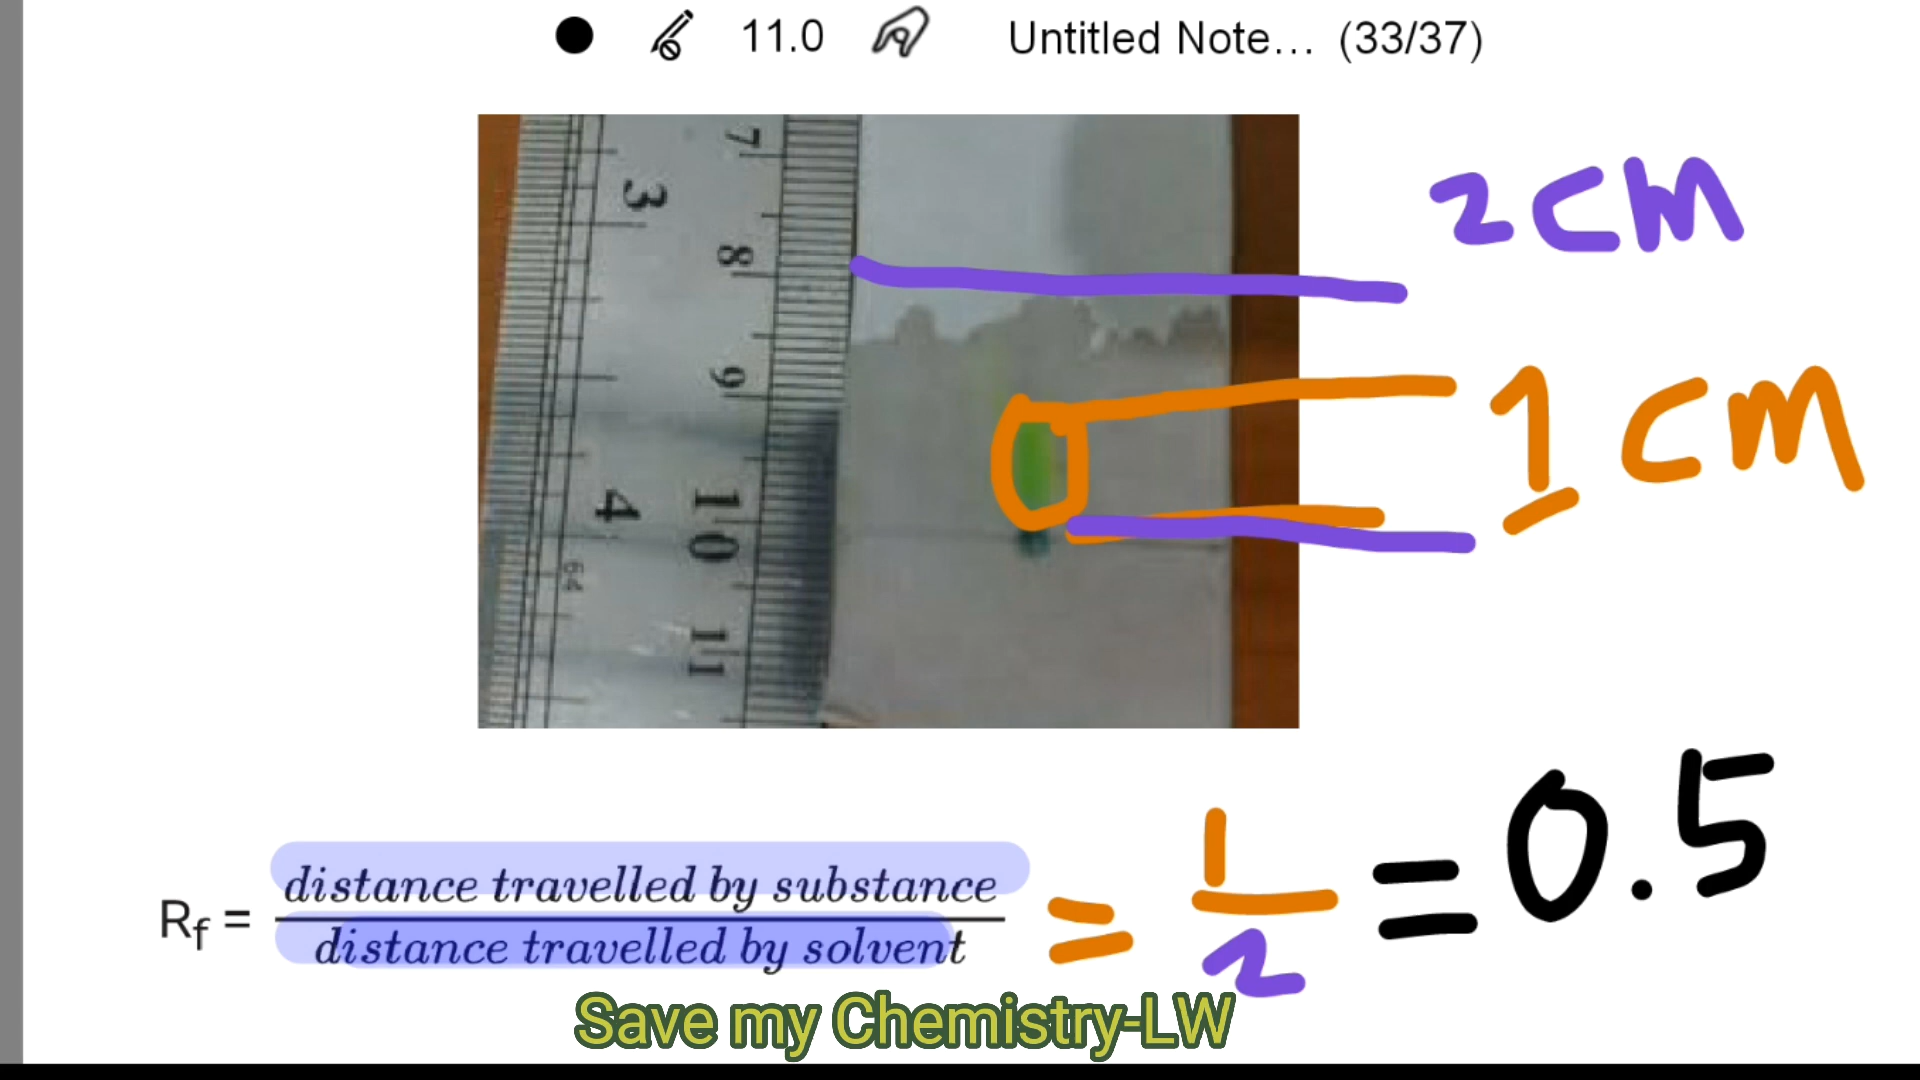 11.0 Untitled Note... (33/37)
7
3
8
9
4
10
64
11
2cm
1cm
Rf = distance travelled by substance
distance travelled by solvent
= 1
2
= 0.5
Save my Chemistry-LW